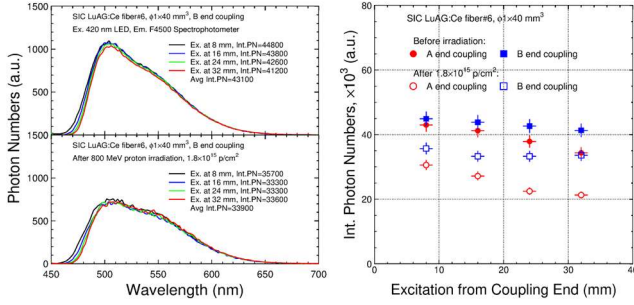 SIC LuAG:Ce fiber#6, ϕ1×40 mm³, B end coupling
Ex. 420 nm LED, Em. F4500 Spectrophotometer
Ex. at 8 mm, Int.PN=44800
Ex. at 16 mm, Int.PN=43800
Ex. at 24 mm, Int.PN=42600
Ex. at 32 mm, Int.PN=41200
Avg Int.PN=43100
1500
1000
500
1500
SIC LuAG:Ce fiber#6, ϕ1×40 mm³, B end coupling
After 800 MeV proton irradiation, 1.8×10¹⁵ p/cm²
Ex. at 8 mm, Int.PN=35700
Ex. at 16 mm, Int.PN=33300
Ex. at 24 mm, Int.PN=33300
Ex. at 32 mm, Int.PN=33600
Avg Int.PN=33900
1000
500
0
450 500 550 600 650 700
Wavelength (nm)
Photon Numbers (a.u.)
SIC LuAG:Ce fiber#6, ϕ1×40 mm³
Before irradiation:
A end coupling B end coupling
After 1.8×10¹⁵ p/cm²:
A end coupling B end coupling
80
60
40
20
0
0 10 20 30 40
Excitation from Coupling End (mm)
Int. Photon Numbers, ×10³ (a.u.)